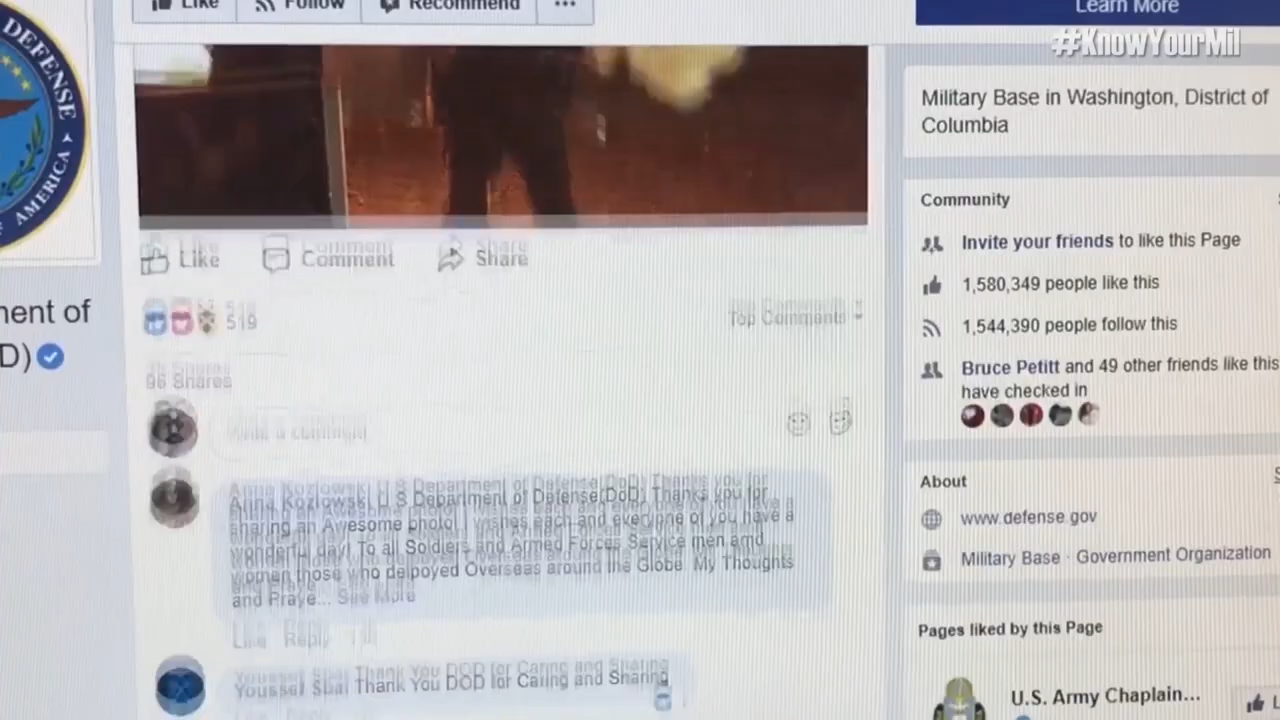 Like Follow Recommend ...
Learn More
#KnowYourMil
DEFENSE
AMERICA
Military Base in Washington, District of
Columbia
Community
Invite your friends to like this Page
1,580,349 people like this
1,544,390 people follow this
Bruce Petitt and 49 other friends like this
have checked in
Like Comment Share
519
Top Comments
96 Shares
Write a comment
Anna Kozlowski U S Department of Defense(DoD) Thanks you for
sharing an Awesome photo! I wishes each and everyone of you have a
wonderful day! To all Soldiers and Armed Forces Service men amd
women those who delpoyed Overseas around the Globe My Thoughts
and Praye... See More
Like Reply
Thank You DOD for Caring and Sharing
ment of
D)
About
www.defense.gov
Military Base · Government Organization
Pages liked by this Page
U.S. Army Chaplain...